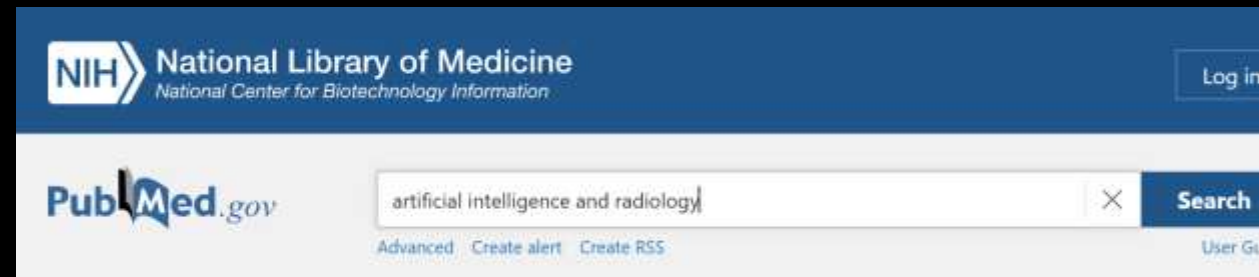 NIH National Library of Medicine
National Center for Biotechnology Information
Log in
PubMed.gov
artificial intelligence and radiology
Search
Advanced Create alert Create RSS
User